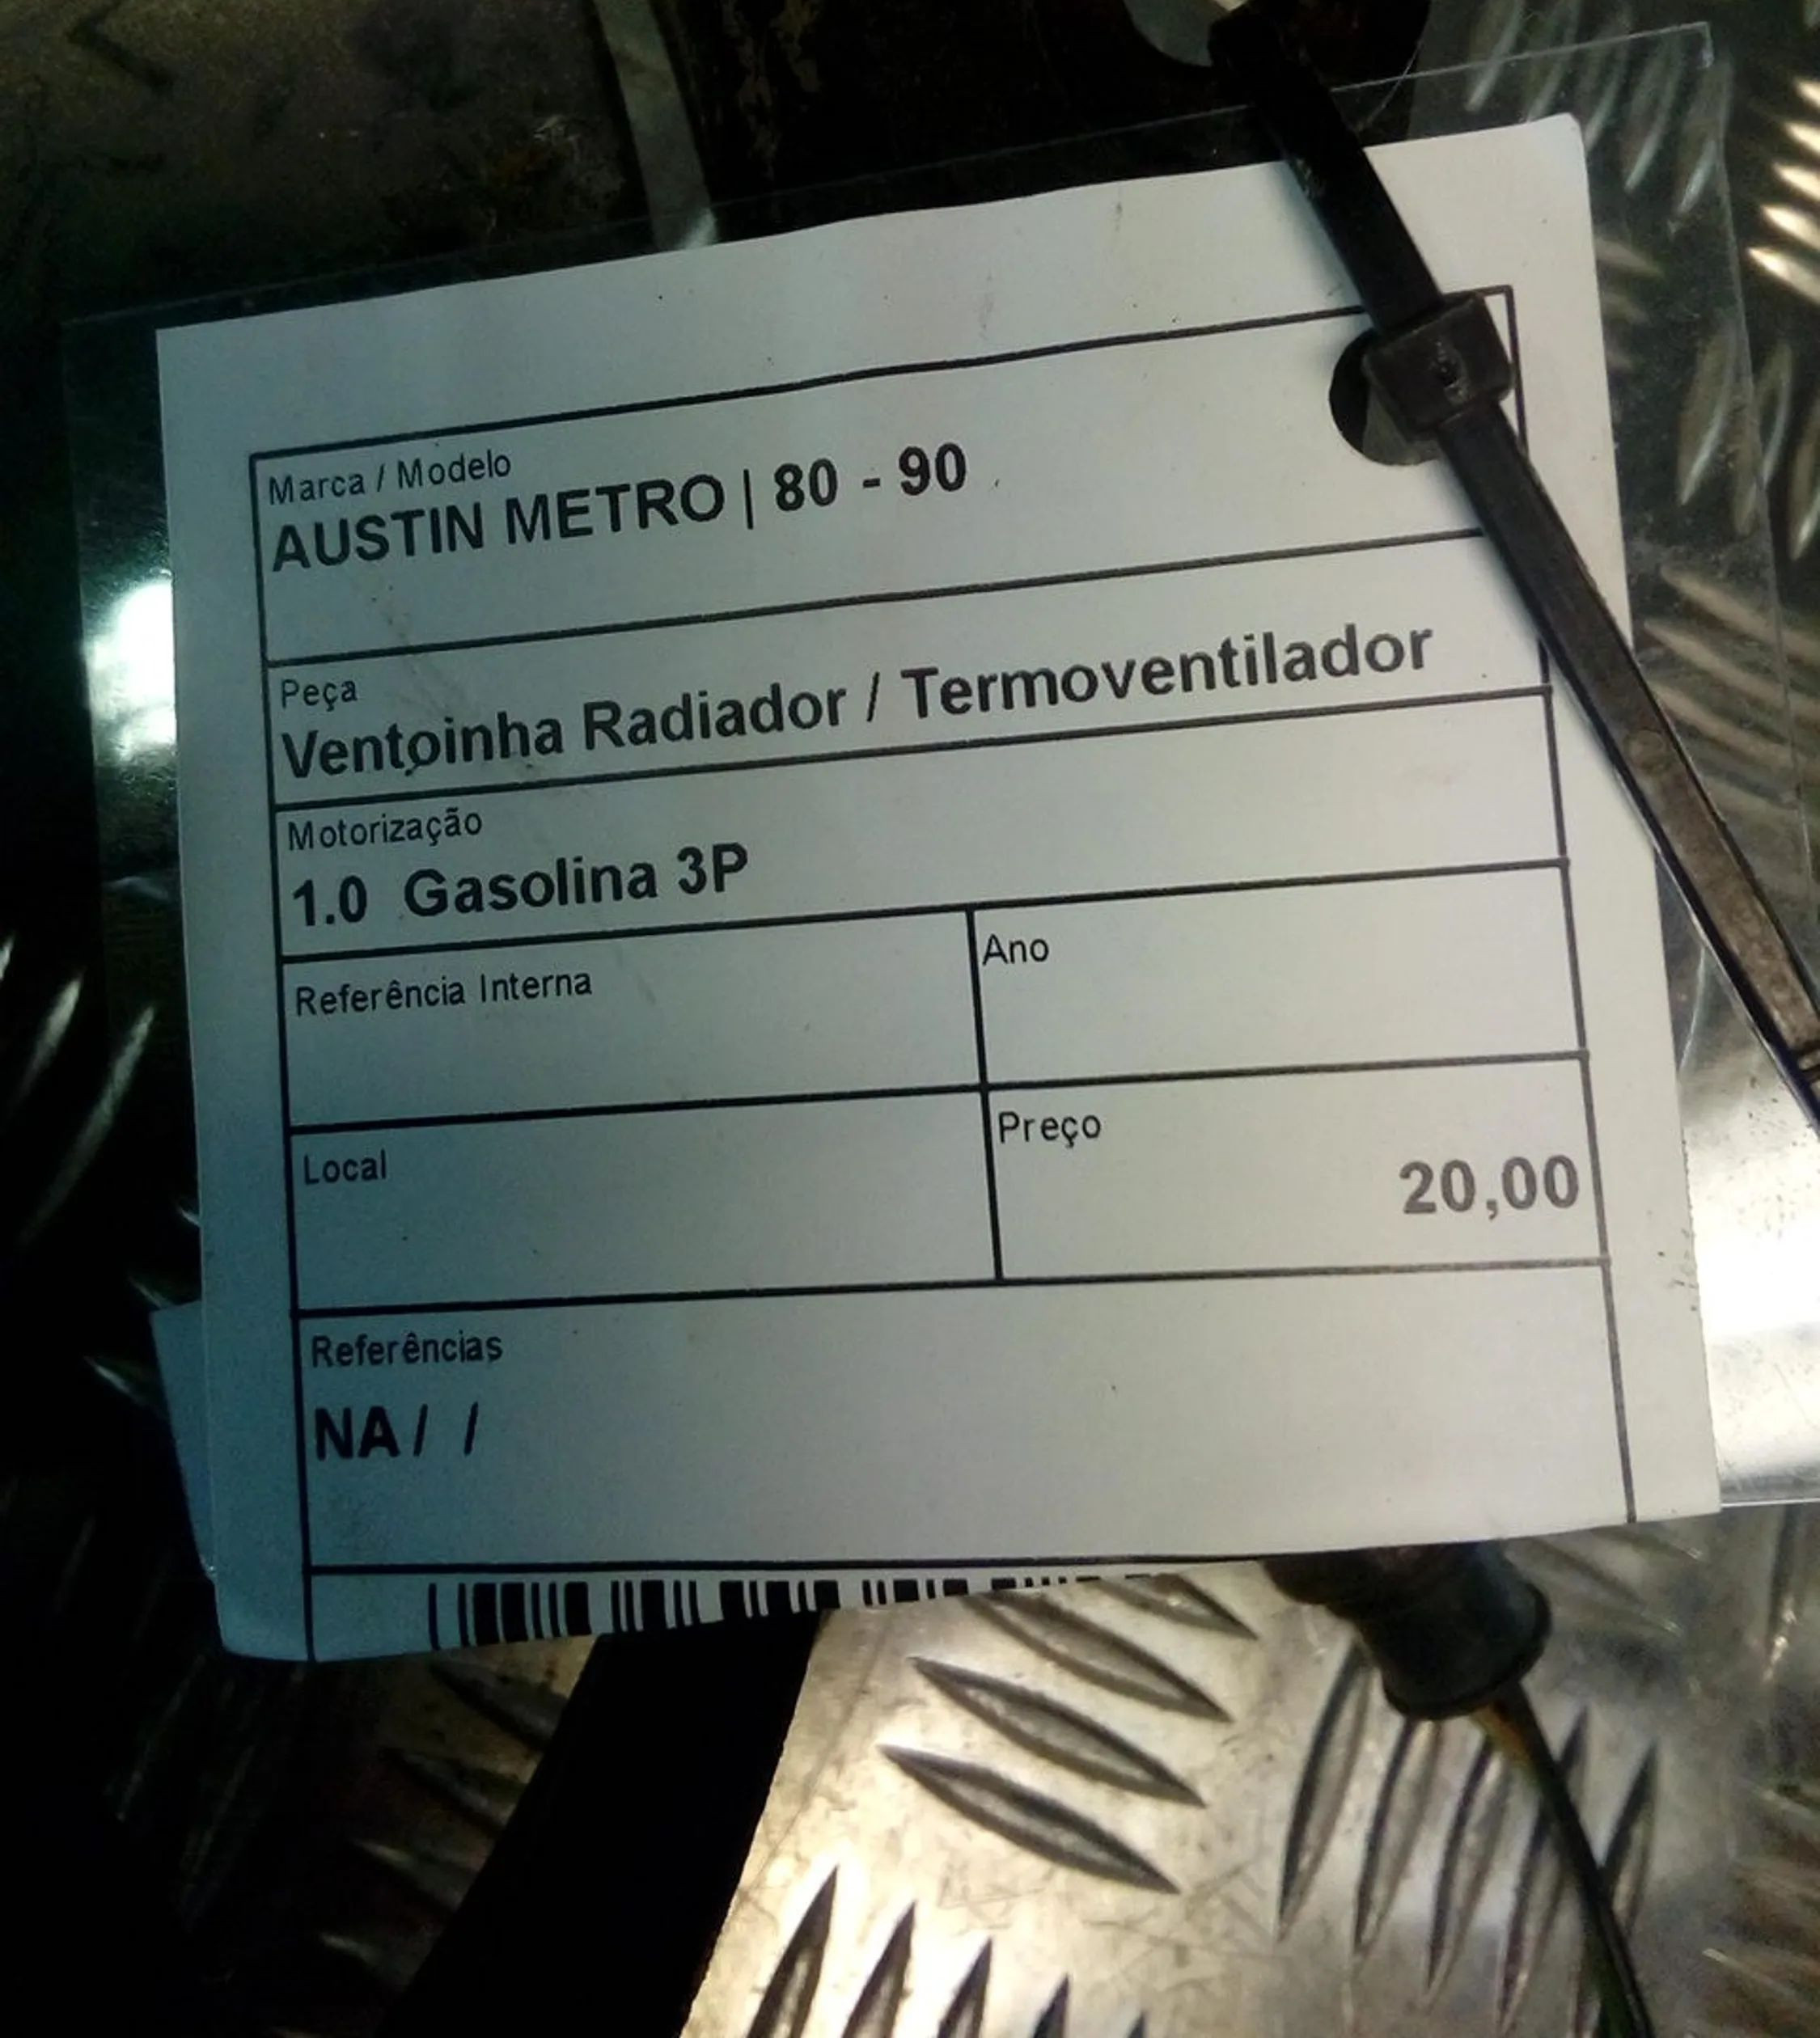 Marca / Modelo
AUSTIN METRO | 80 - 90
Peça
Ventoinha Radiador / Termoventilador
Motorização
1.0 Gasolina 3P
Referência Interna
Ano
Local
Preço
20,00
Referências
NA / /